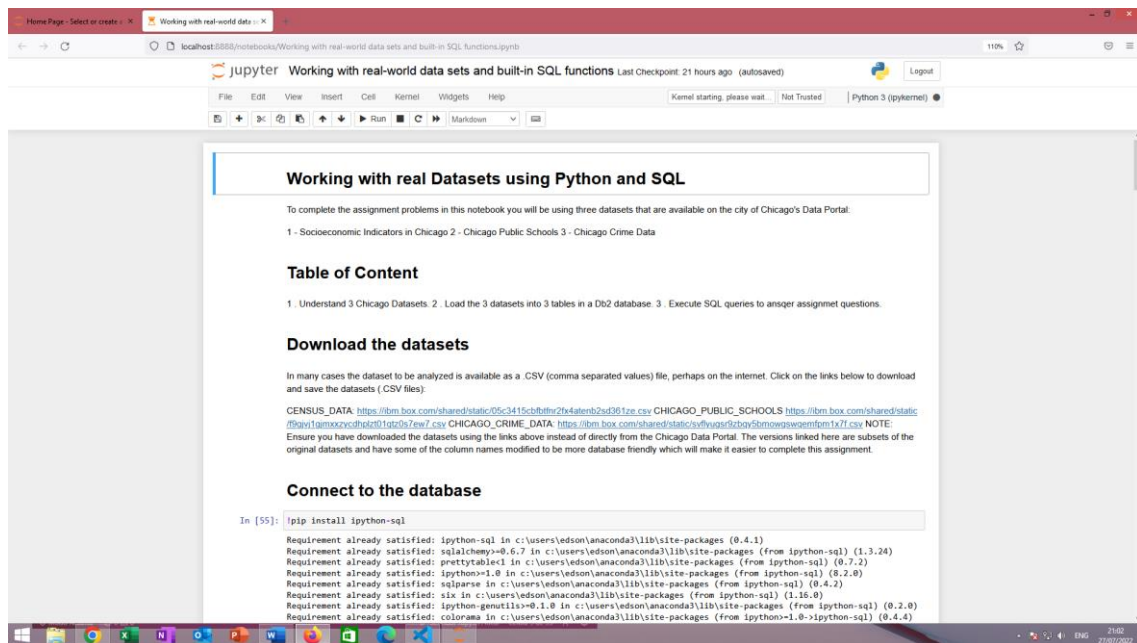 Home Page - Select or create a
Working with real-world data s
localhost:8888/notebooks/Working with real-world data sets and built-in SQL functions.ipynb
110%
jupyter Working with real-world data sets and built-in SQL functions Last Checkpoint: 21 hours ago (autosaved)
Logout
File Edit View Insert Cell Kernel Widgets Help
Kernel starting, please wait... Not Trusted Python 3 (ipykernel)
Run Markdown
Working with real Datasets using Python and SQL
To complete the assignment problems in this notebook you will be using three datasets that are available on the city of Chicago's Data Portal:
1 - Socioeconomic Indicators in Chicago 2 - Chicago Public Schools 3 - Chicago Crime Data
Table of Content
1 . Understand 3 Chicago Datasets. 2 . Load the 3 datasets into 3 tables in a Db2 database. 3 . Execute SQL queries to ansqer assignmet questions.
Download the datasets
In many cases the dataset to be analyzed is available as a .CSV (comma separated values) file, perhaps on the internet. Click on the links below to download
and save the datasets (.CSV files):
CENSUS_DATA: https://ibm.box.com/shared/static/05c3415cbfbtfnr2fx4atenb2sd361ze.csv CHICAGO_PUBLIC_SCHOOLS https://ibm.box.com/shared/static
/f9gjvj1gjmxxzycdhplzt01qtz0s7ew7.csv CHICAGO_CRIME_DATA: https://ibm.box.com/shared/static/svflyugsr9zbqy5bmowgswqemfpm1x7f.csv NOTE:
Ensure you have downloaded the datasets using the links above instead of directly from the Chicago Data Portal. The versions linked here are subsets of the
original datasets and have some of the column names modified to be more database friendly which will make it easier to complete this assignment.
Connect to the database
In [55]: !pip install ipython-sql
Requirement already satisfied: ipython-sql in c:\users\edson\anaconda3\lib\site-packages (0.4.1)
Requirement already satisfied: sqlalchemy>=0.6.7 in c:\users\edson\anaconda3\lib\site-packages (from ipython-sql) (1.3.24)
Requirement already satisfied: prettytable<1 in c:\users\edson\anaconda3\lib\site-packages (from ipython-sql) (0.7.2)
Requirement already satisfied: ipython>=1.0 in c:\users\edson\anaconda3\lib\site-packages (from ipython-sql) (8.2.0)
Requirement already satisfied: sqlparse in c:\users\edson\anaconda3\lib\site-packages (from ipython-sql) (0.4.2)
Requirement already satisfied: six in c:\users\edson\anaconda3\lib\site-packages (from ipython-sql) (1.16.0)
Requirement already satisfied: ipython-genutils>=0.1.0 in c:\users\edson\anaconda3\lib\site-packages (from ipython-sql) (0.2.0)
Requirement already satisfied: colorama in c:\users\edson\anaconda3\lib\site-packages (from ipython>=1.0->ipython-sql) (0.4.4)
ENG
21:02
27/07/2022